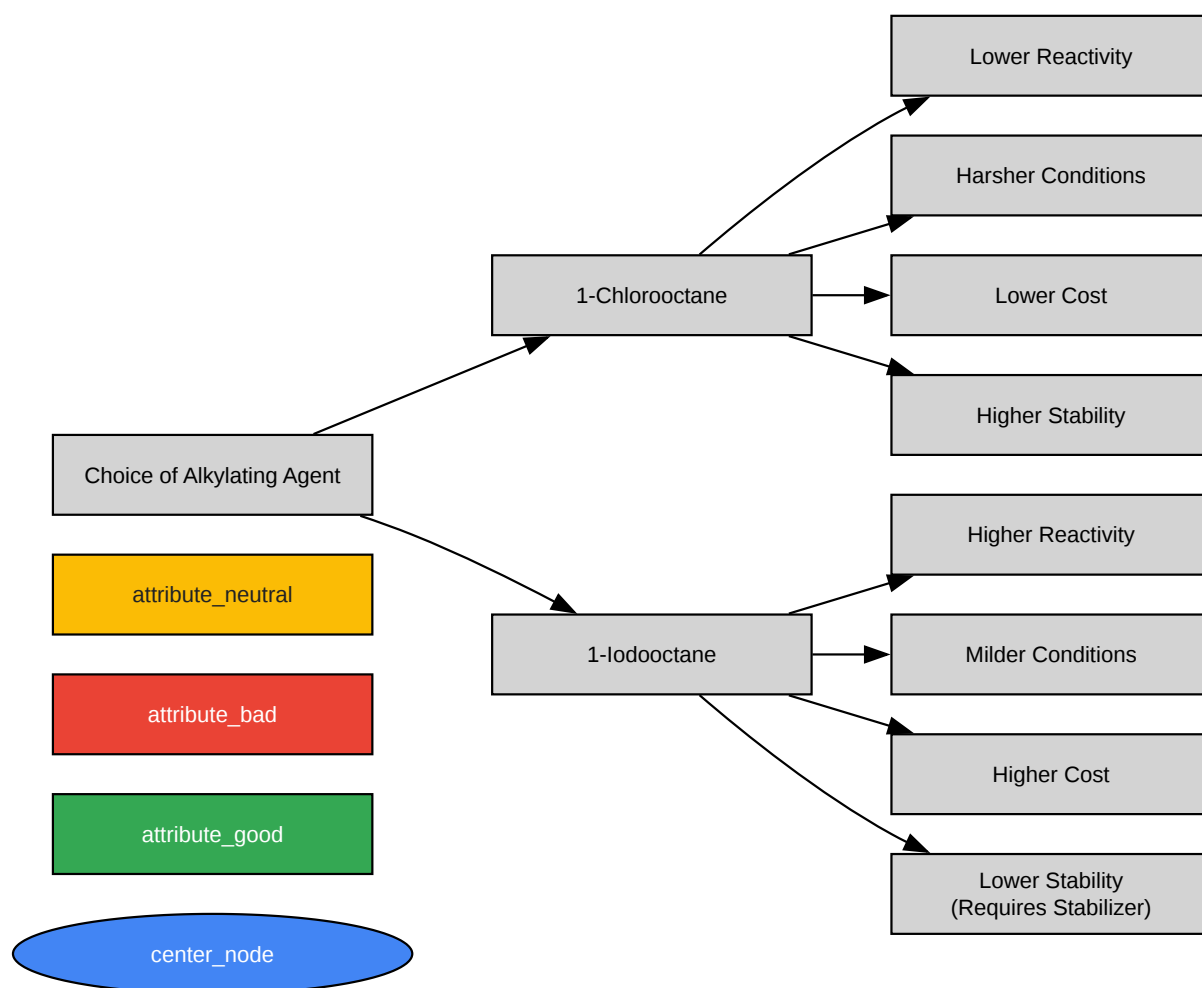 Lower Reactivity
Harsher Conditions
1-Chlorooctane
Lower Cost
Higher Stability
Choice of Alkylating Agent
Higher Reactivity
attribute_neutral
1-Iodooctane
Milder Conditions
attribute_bad
Higher Cost
attribute_good
Lower Stability
(Requires Stabilizer)
center_node